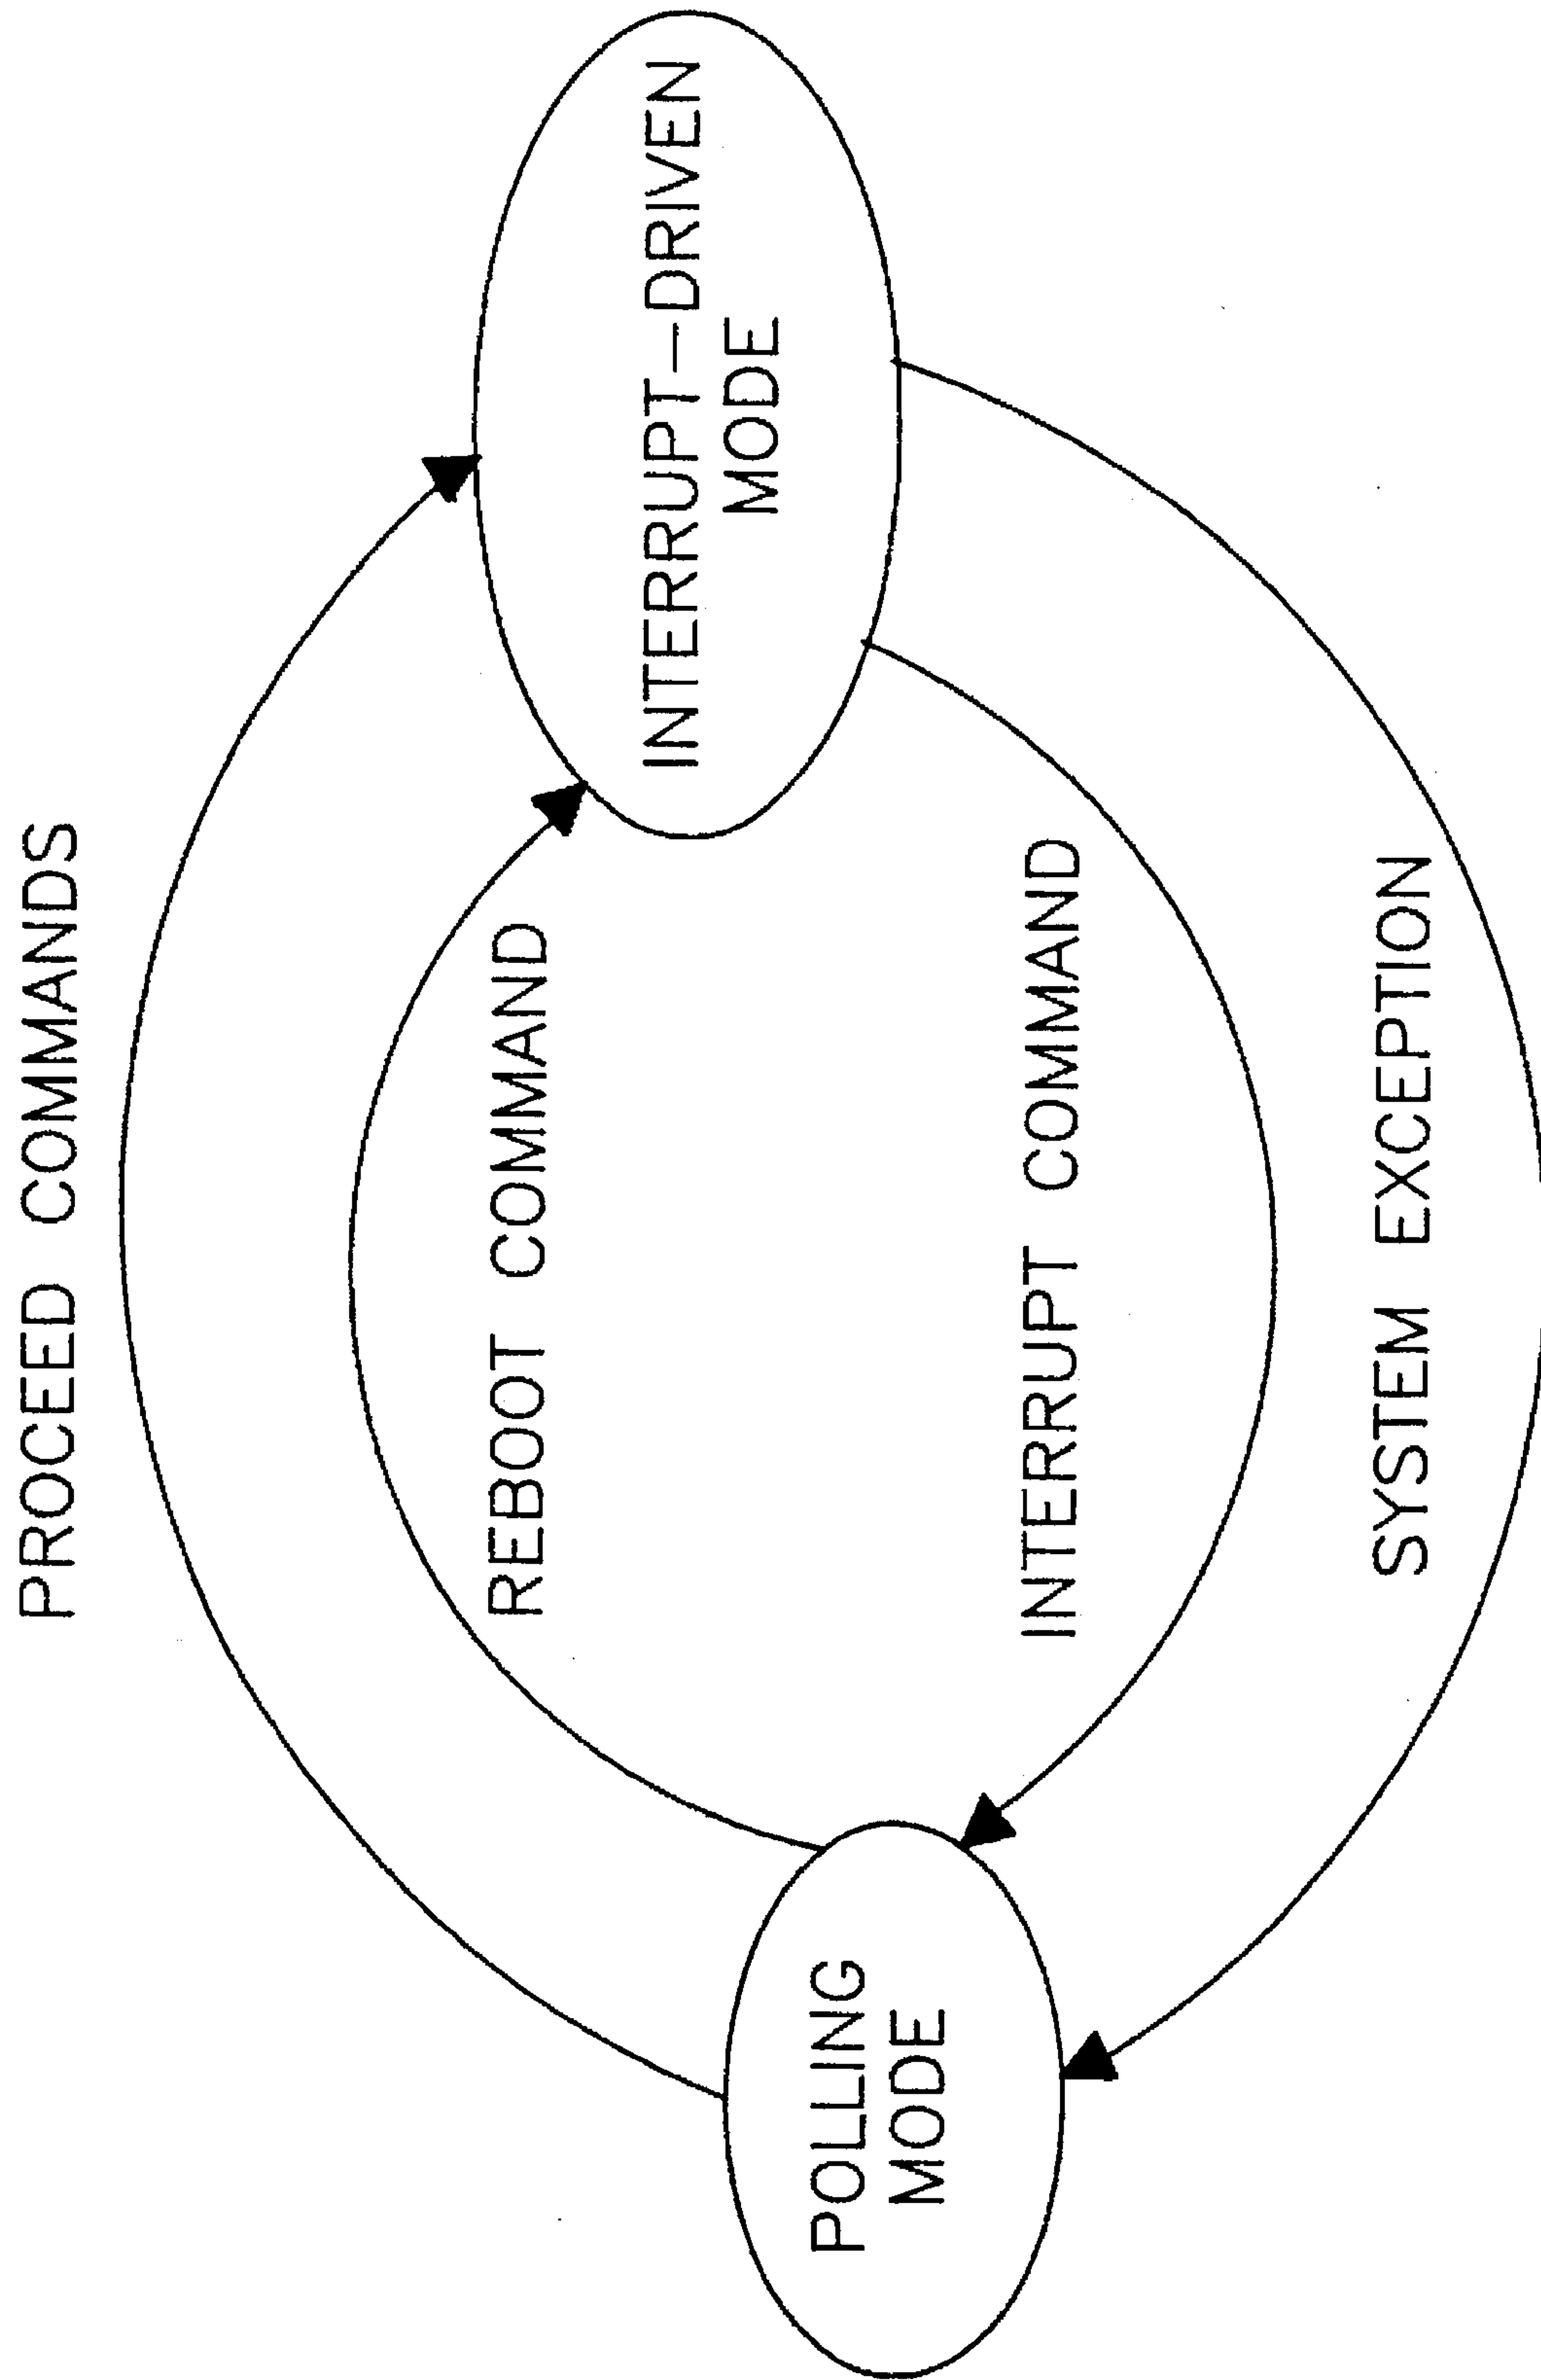 PROCEED COMMANDS
REBOOT COMMAND
INTERRUPT–DRIVEN
MODE
POLLING
MODE
INTERRUPT COMMAND
SYSTEM EXCEPTION